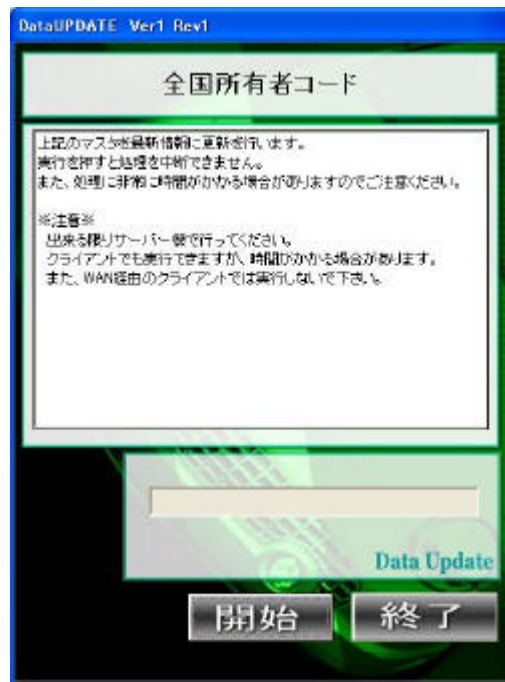 DataUPDATE Ver1 Rev1
全国所有者コード
上記のマスタを最新情報に更新を行います。
実行を押すと処理を中断できません。
また、処理に非常に時間がかかる場合がありますのでご注意ください。
※注意※
出来る限りサーバー機で行ってください。
クライアントでも実行できますが、時間がかかる場合があります。
また、WAN経由のクライアントでは実行しないで下さい。
Data Update
開始 終了